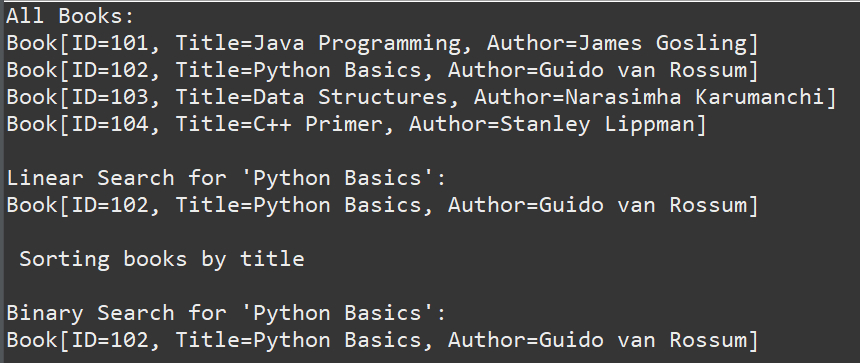 All Books:
Book[ID=101, Title=Java Programming, Author=James Gosling]
Book[ID=102, Title=Python Basics, Author=Guido van Rossum]
Book[ID=103, Title=Data Structures, Author=Narasimha Karumanchi]
Book[ID=104, Title=C++ Primer, Author=Stanley Lippman]
Linear Search for 'Python Basics':
Book[ID=102, Title=Python Basics, Author=Guido van Rossum]
Sorting books by title
Binary Search for 'Python Basics':
Book[ID=102, Title=Python Basics, Author=Guido van Rossum]